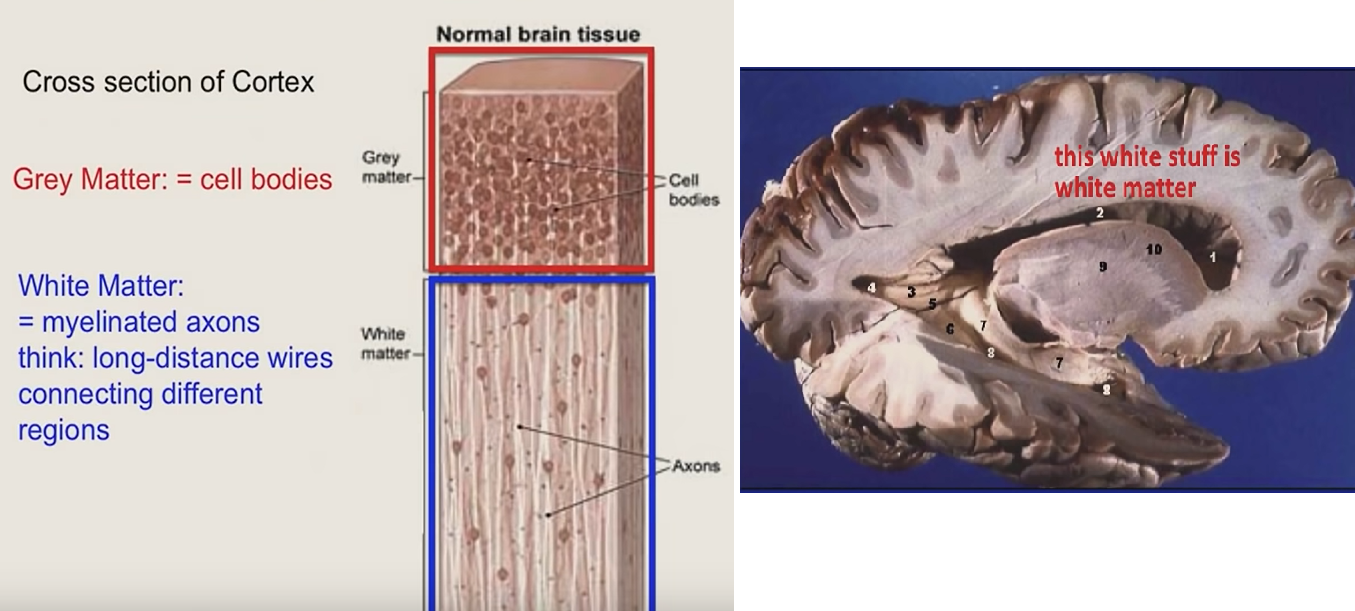 Normal brain tissue
Cross section of Cortex
Grey
matter
Cell
bodies
Grey Matter: = cell bodies
White Matter:
= myelinated axons
think: long-distance wires
connecting different
regions
White
matter
Axons
this white stuff is
white matter
2
10
1
9
4
3
5
6
7
8
7
8